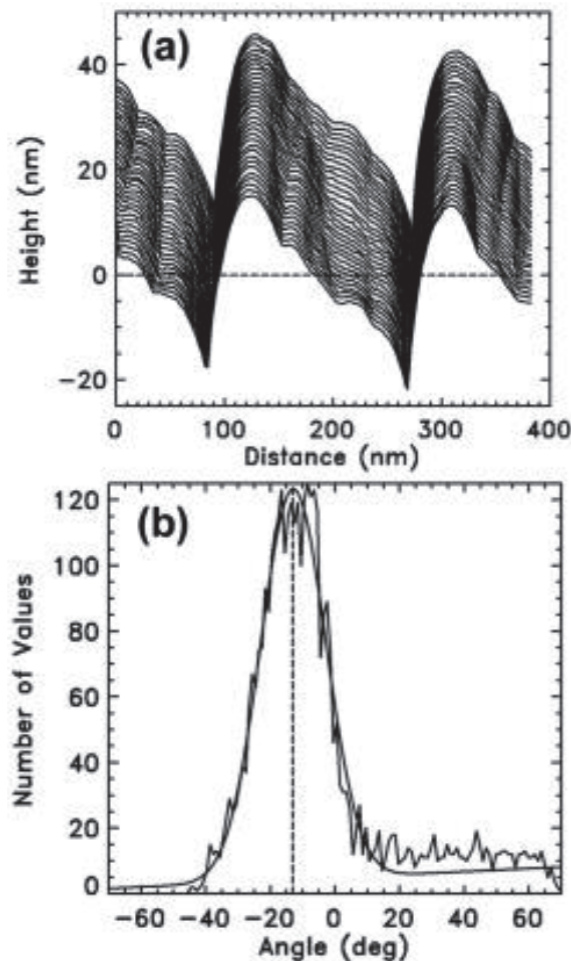 (a)
Height (nm)
40
20
0
−20
0 100 200 300 400
Distance (nm)
(b)
Number of Values
120
100
80
60
40
20
0
−60 −40 −20 0 20 40 60
Angle (deg)